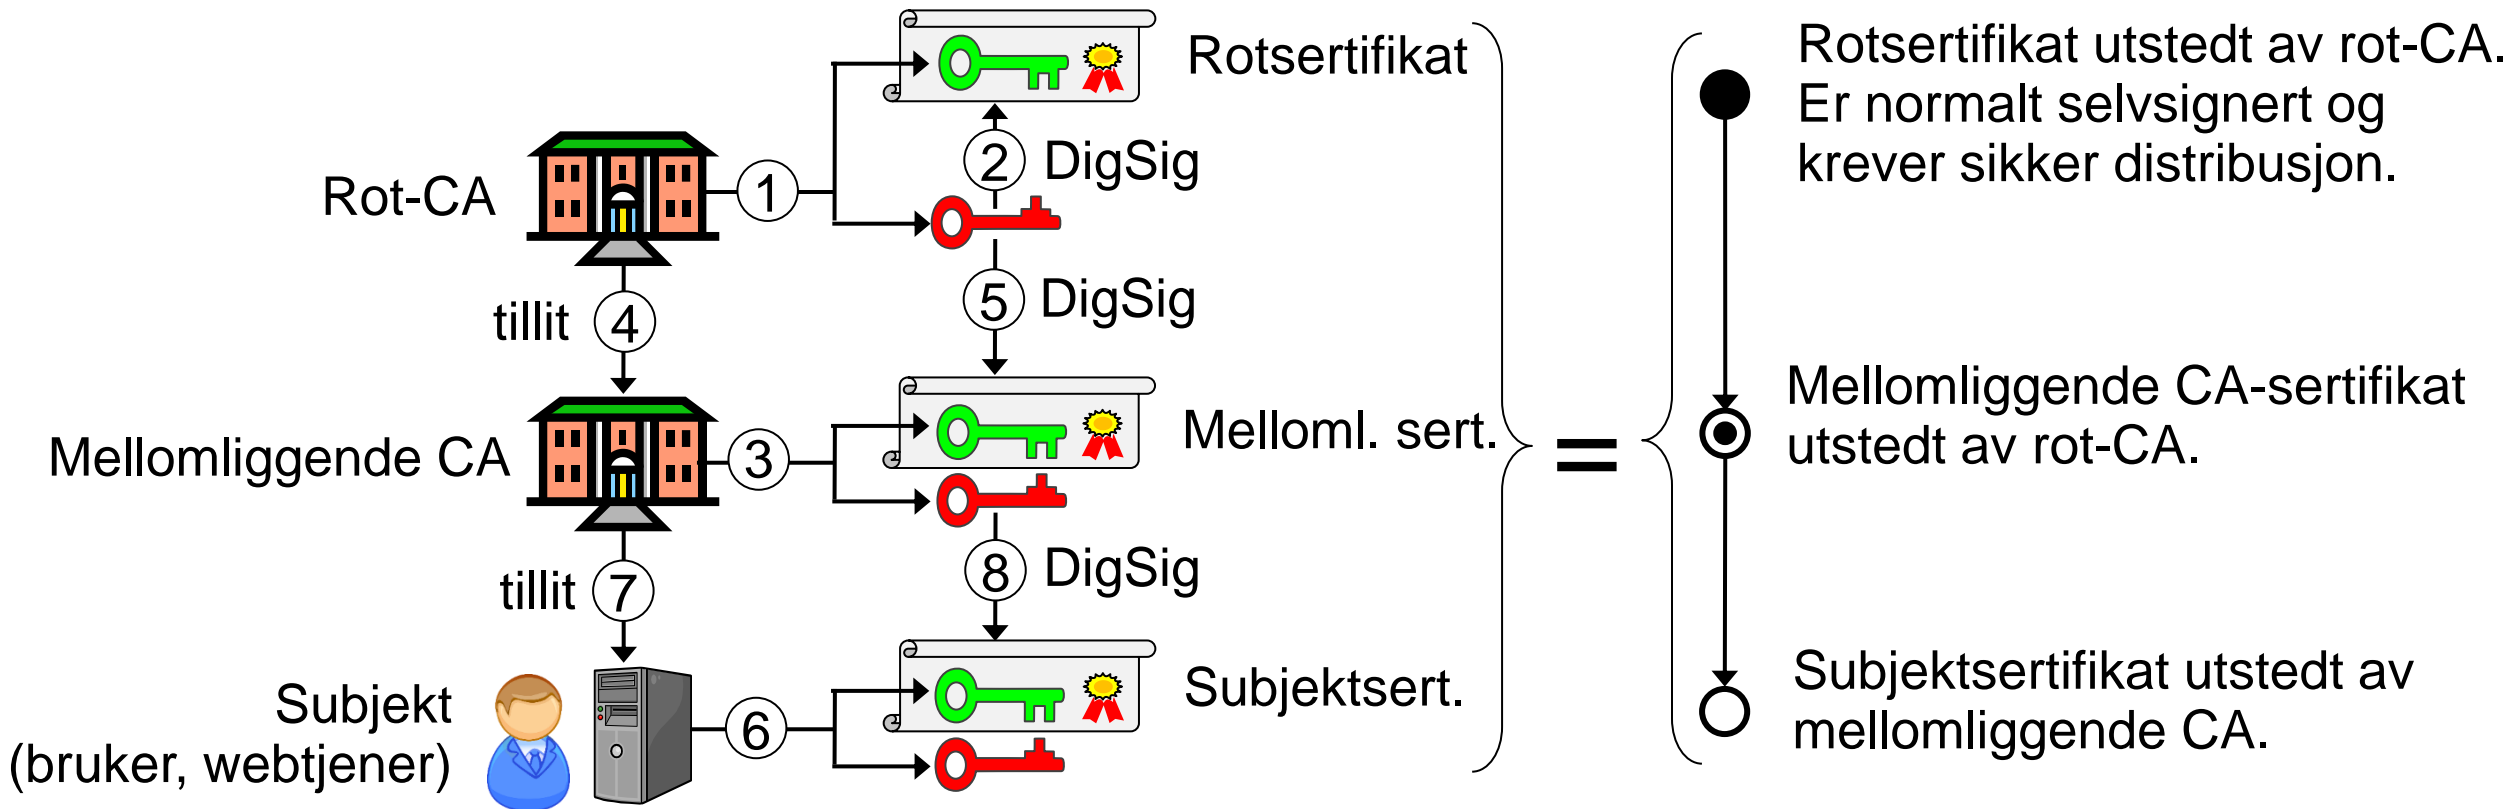 Rotsertifikat
Rot-CA
1
2 DigSig
5 DigSig
tillit 4
Mellomliggende CA
3
Melloml. sert.
8 DigSig
tillit 7
Subjekt
(bruker, webtjener)
6
Subjektsert.
=
Rotsertifikat utstedt av rot-CA.
Er normalt selvsignert og
krever sikker distribusjon.
Mellomliggende CA-sertifikat
utstedt av rot-CA.
Subjektsertifikat utstedt av
mellomliggende CA.